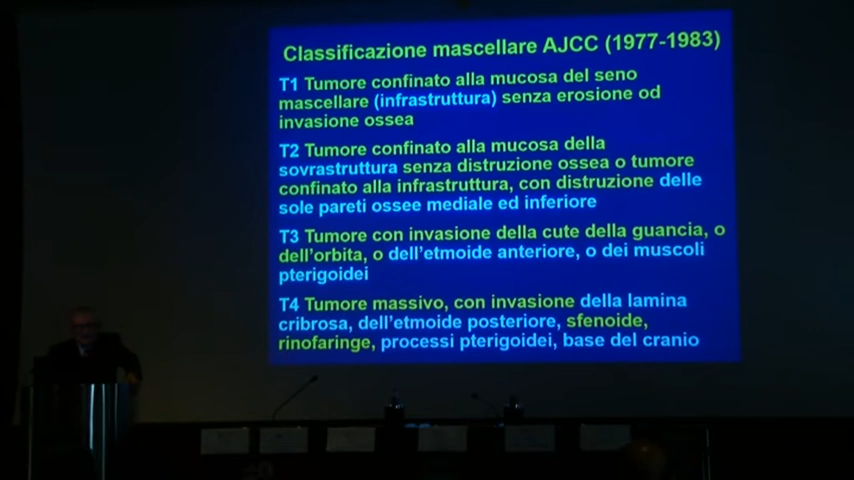 Classificazione mascellare AJCC (1977-1983)
T1 Tumore confinato alla mucosa del seno
mascellare (infrastruttura) senza erosione od
invasione ossea
T2 Tumore confinato alla mucosa della
sovrastruttura senza distruzione ossea o tumore
confinato alla infrastruttura, con distruzione delle
sole pareti ossee mediale ed inferiore
T3 Tumore con invasione della cute della guancia, o
dell'orbita, o dell'etmoide anteriore, o dei muscoli
pterigoidei
T4 Tumore massivo, con invasione della lamina
cribrosa, dell'etmoide posteriore, sfenoide,
rinofaringe, processi pterigoidei, base del cranio